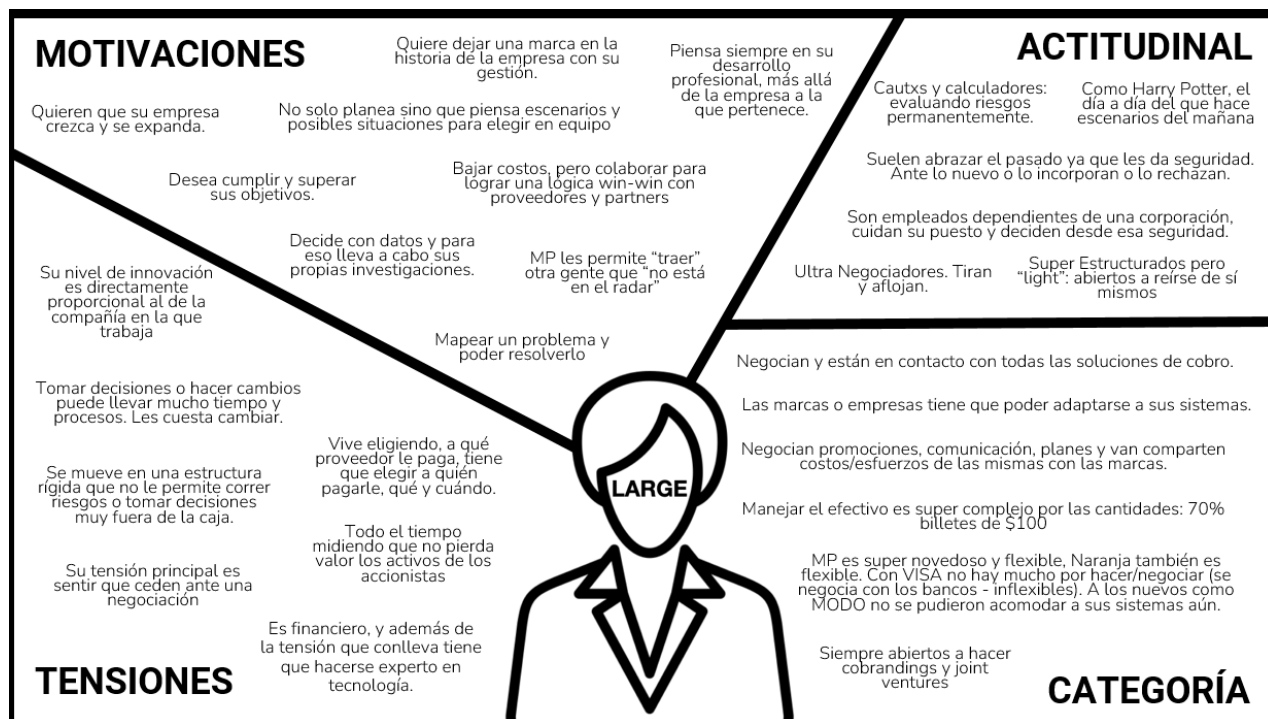 MOTIVACIONES
Quiere dejar una marca en la
historia de la empresa con su
gestión.
Piensa siempre en su
desarrollo
profesional, más allá
de la empresa a la
que pertenece.
Quieren que su empresa
crezca y se expanda.
No solo planea sino que piensa escenarios y
posibles situaciones para elegir en equipo
Desea cumplir y superar
sus objetivos.
Bajar costos, pero colaborar para
lograr una lógica win-win con
proveedores y partners
Decide con datos y para
eso lleva a cabo sus
propias investigaciones.
MP les permite “traer”
otra gente que “no está
en el radar”
Mapear un problema y
poder resolverlo
ACTITUDINAL
Cautxs y calculadores:
evaluando riesgos
permanentemente.
Como Harry Potter, el
día a día del que hace
escenarios del mañana
Suelen abrazar el pasado ya que les da seguridad.
Ante lo nuevo o lo incorporan o lo rechazan.
Son empleados dependientes de una corporación,
cuidan su puesto y deciden desde esa seguridad.
Ultra Negociadores. Tiran
y aflojan.
Super Estructurados pero
“light”: abiertos a reírse de sí
mismos
Su nivel de innovación
es directamente
proporcional al de la
compañía en la que
trabaja
Tomar decisiones o hacer cambios
puede llevar mucho tiempo y
procesos. Les cuesta cambiar.
Vive eligiendo, a qué
proveedor le paga, tiene
que elegir a quién
pagarle, qué y cuándo.
Se mueve en una estructura
rígida que no le permite correr
riesgos o tomar decisiones
muy fuera de la caja.
Todo el tiempo
midiendo que no pierda
valor los activos de los
accionistas
Su tensión principal es
sentir que ceden ante una
negociación
Es financiero, y además de
la tensión que conlleva tiene
que hacerse experto en
tecnología.
TENSIONES
LARGE
Negocian y están en contacto con todas las soluciones de cobro.
Las marcas o empresas tiene que poder adaptarse a sus sistemas.
Negocian promociones, comunicación, planes y van comparten
costos/esfuerzos de las mismas con las marcas.
Manejar el efectivo es super complejo por las cantidades: 70%
billetes de $100
MP es super novedoso y flexible, Naranja también es
flexible. Con VISA no hay mucho por hacer/negociar (se
negocia con los bancos - inflexibles). A los nuevos como
MODO no se pudieron acomodar a sus sistemas aún.
Siempre abiertos a hacer
cobrandings y joint
ventures
CATEGORÍA